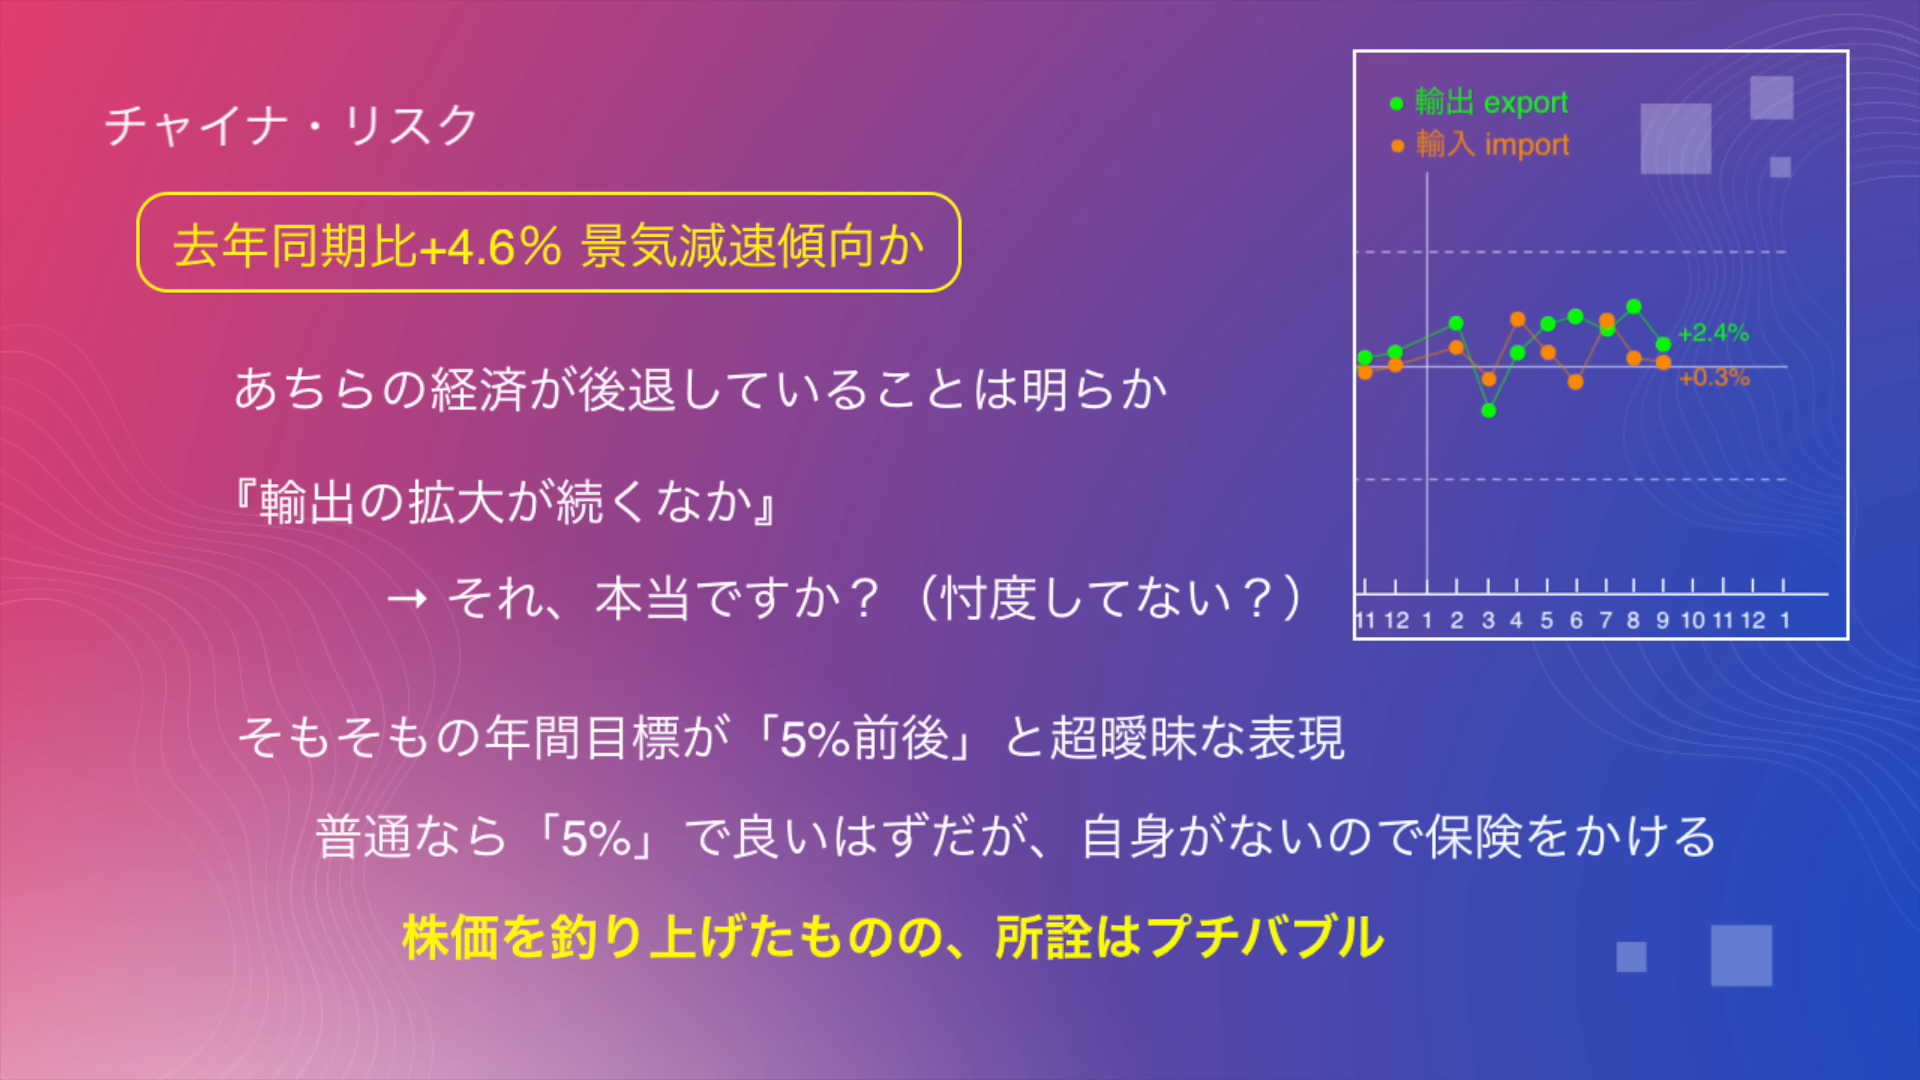 チャイナ・リスク
去年同期比+4.6% 景気減速傾向か
あちらの経済が後退していることは明らか
『輸出の拡大が続くなか』
→ それ、本当ですか？（忖度してない？）
そもそもの年間目標が「5%前後」と超曖昧な表現
普通なら「5%」で良いはずだが、自身がないので保険をかける
株価を釣り上げたものの、所詮はプチバブル
輸出 export
輸入 import
+2.4%
+0.3%
11 12 1 2 3 4 5 6 7 8 9 10 11 12 1